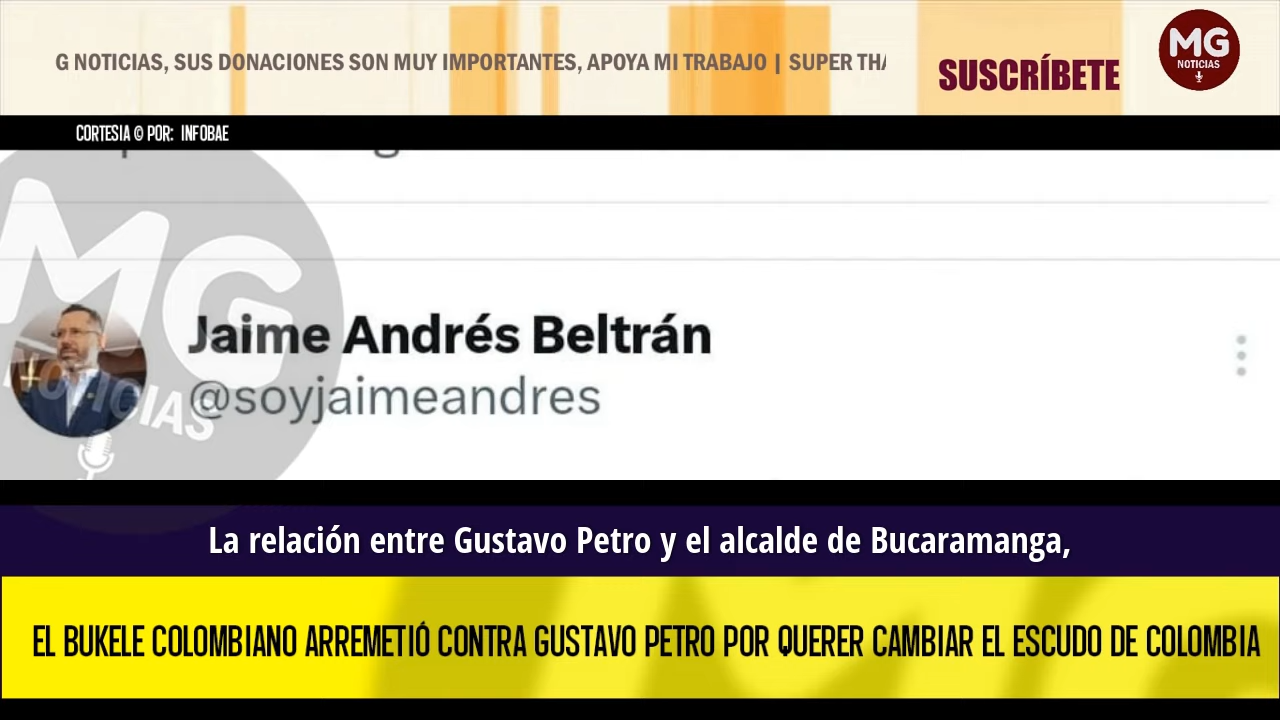 G NOTICIAS, SUS DONACIONES SON MUY IMPORTANTES, APOYA MI TRABAJO | SUPER
SUSCRÍBETE
MG
NOTICIAS
CORTESIA © POR: INFOBAE
MG
NOTICIAS
Jaime Andrés Beltrán
@soyjaimeandres
La relación entre Gustavo Petro y el alcalde de Bucaramanga,
EL BUKELE COLOMBIANO ARREMETIÓ CONTRA GUSTAVO PETRO POR QUERER CAMBIAR EL ESCUDO DE COLOMBIA